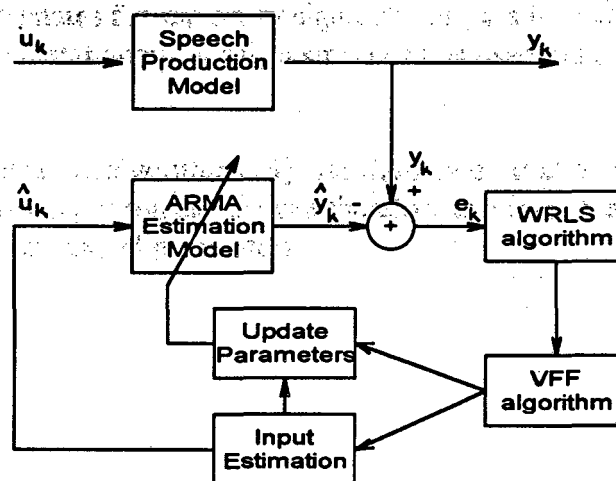 u_k
Speech
Production
Model
y_k
y_k
+
û_k
ARMA
Estimation
Model
ŷ_k
-
+
e_k
WRLS
algorithm
Update
Parameters
VFF
algorithm
Input
Estimation